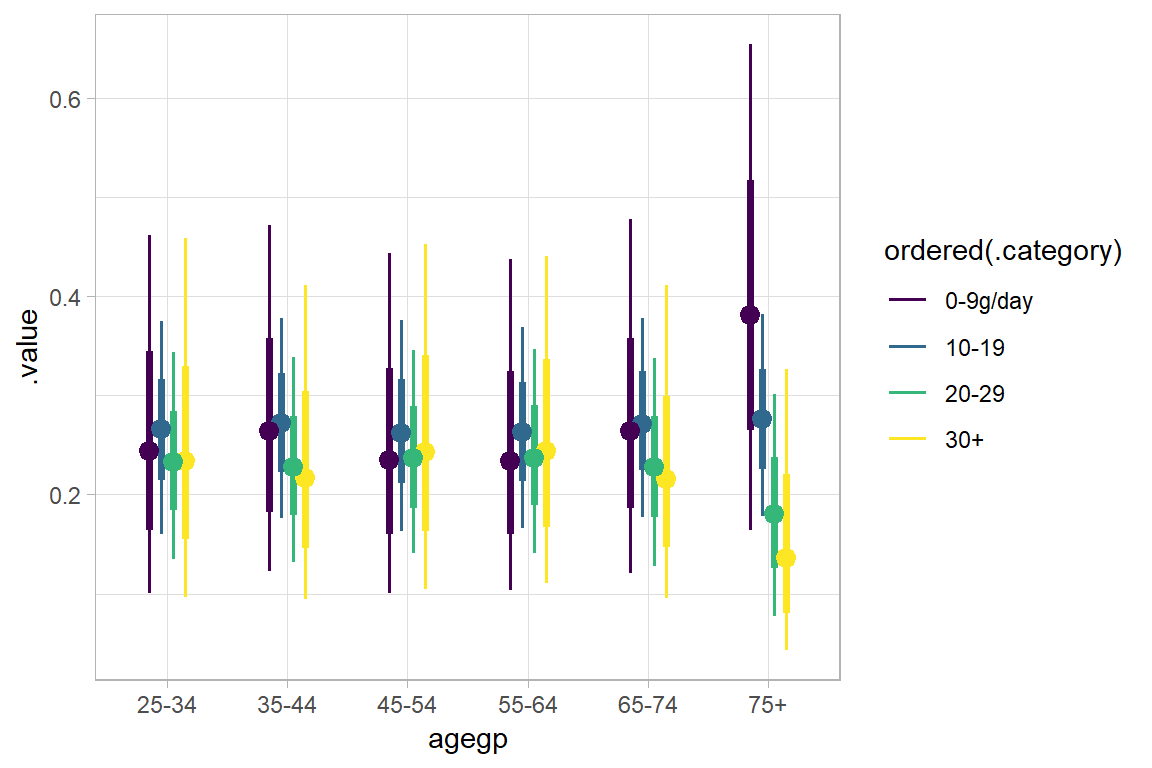 0.6
0.4
0.2
.value
25-34 35-44 45-54 55-64 65-74 75+
agegp
ordered(.category)
0-9g/day
10-19
20-29
30+